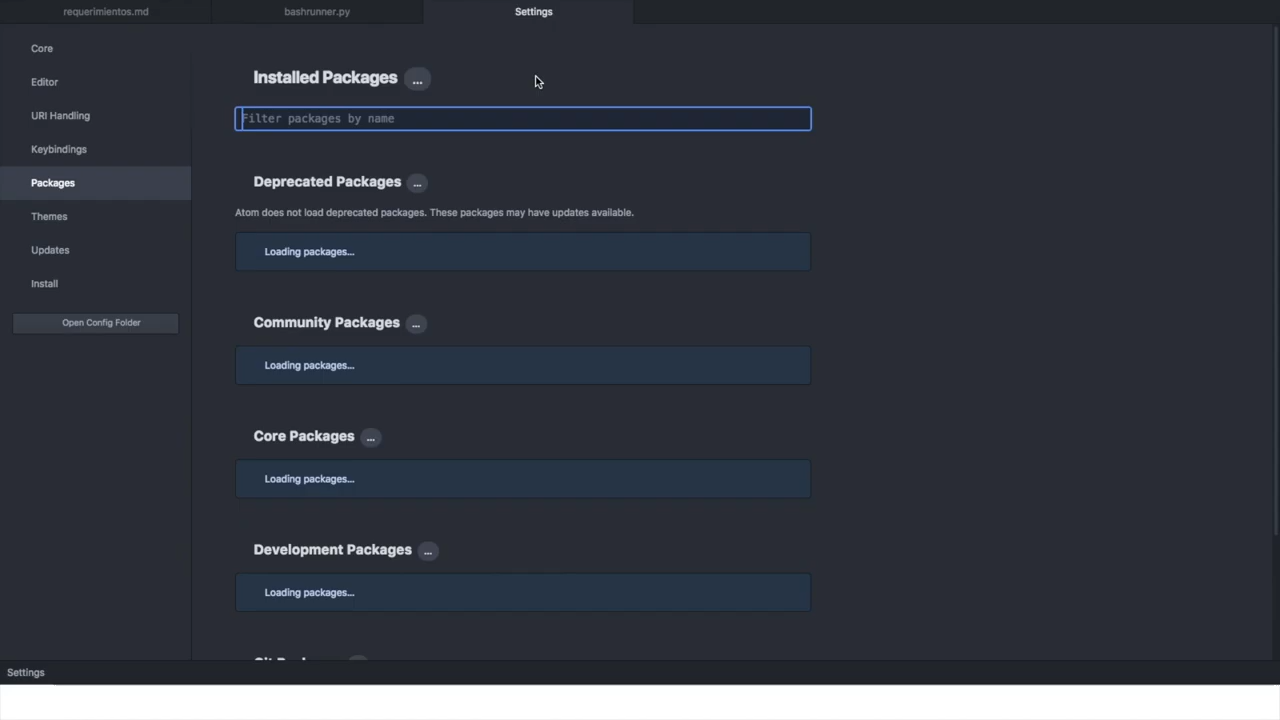 requerimientos.md
bashrunner.py
Settings
Core
Editor
URI Handling
Keybindings
Packages
Themes
Updates
Install
Open Config Folder
Installed Packages ...
Filter packages by name
Deprecated Packages ...
Atom does not load deprecated packages. These packages may have updates available.
Loading packages...
Community Packages ...
Loading packages...
Core Packages ...
Loading packages...
Development Packages ...
Loading packages...
Settings